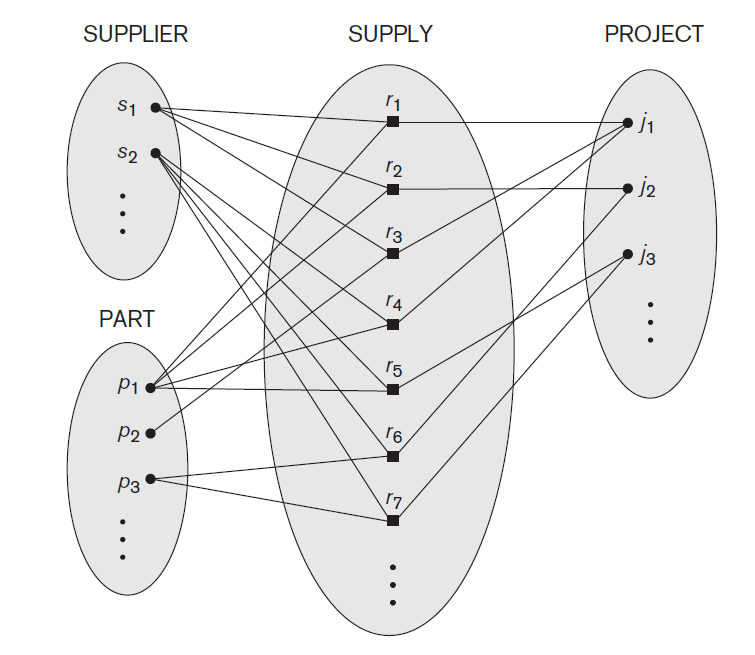 SUPPLIER
SUPPLY
PROJECT
s1
s2
PART
p1
p2
p3
r1
r2
r3
r4
r5
r6
r7
j1
j2
j3